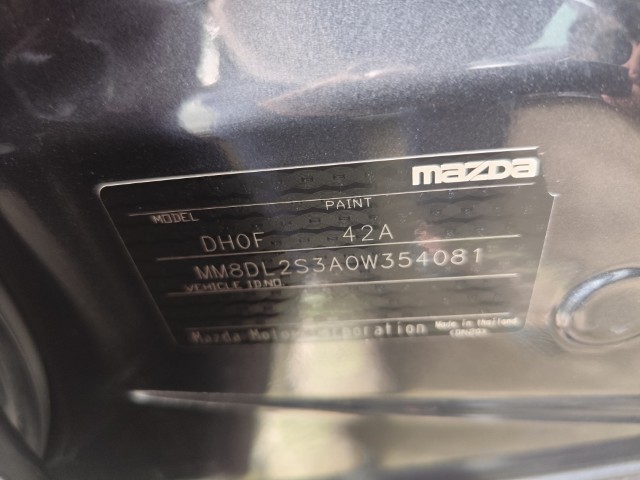 mazda
MODEL PAINT
DH0F 42A
MM8DL2S3A0W354081
VEHICLE ID.NO.
Mazda Motor Corporation Made in Thailand